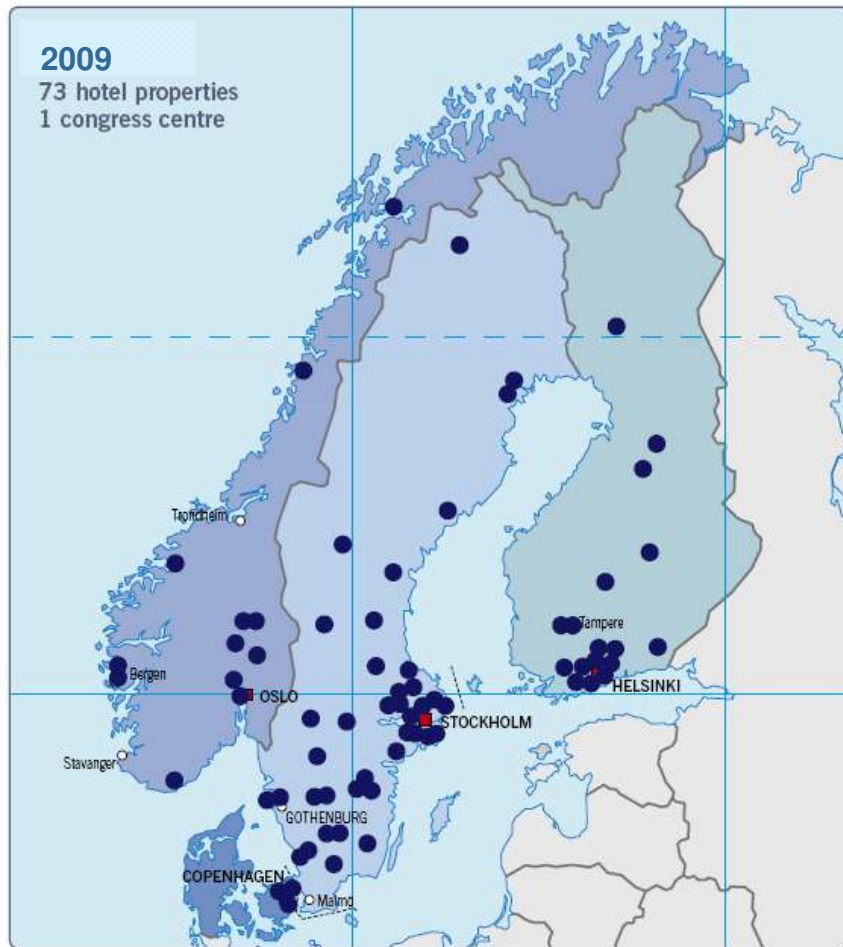 2009
73 hotel properties
1 congress centre
Trondheim
Tampere
Bergen
HELSINKI
OSLO
STOCKHOLM
Stavanger
GOTHENBURG
COPENHAGEN
Malmö